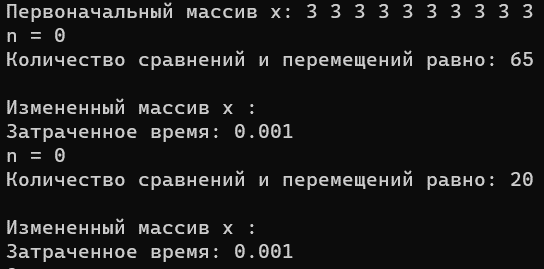 Первоначальный массив x: 3 3 3 3 3 3 3 3 3 3
n = 0
Количество сравнений и перемещений равно: 65
Измененный массив x :
Затраченное время: 0.001
n = 0
Количество сравнений и перемещений равно: 20
Измененный массив x :
Затраченное время: 0.001